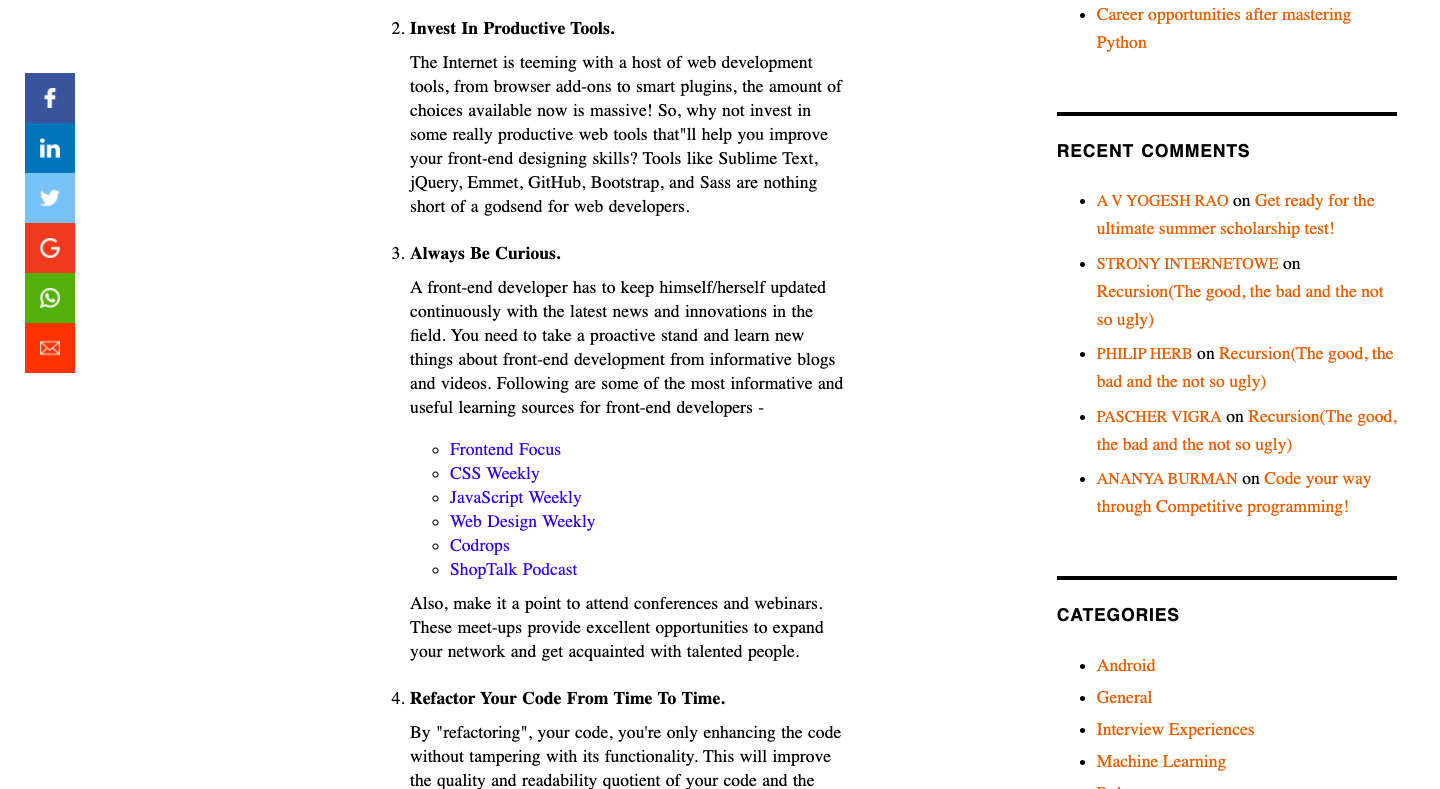 2. Invest In Productive Tools.
The Internet is teeming with a host of web development
tools, from browser add-ons to smart plugins, the amount of
choices available now is massive! So, why not invest in
some really productive web tools that"ll help you improve
your front-end designing skills? Tools like Sublime Text,
jQuery, Emmet, GitHub, Bootstrap, and Sass are nothing
short of a godsend for web developers.
3. Always Be Curious.
A front-end developer has to keep himself/herself updated
continuously with the latest news and innovations in the
field. You need to take a proactive stand and learn new
things about front-end development from informative blogs
and videos. Following are some of the most informative and
useful learning sources for front-end developers -
Frontend Focus
CSS Weekly
JavaScript Weekly
Web Design Weekly
Codrops
ShopTalk Podcast
Also, make it a point to attend conferences and webinars.
These meet-ups provide excellent opportunities to expand
your network and get acquainted with talented people.
4. Refactor Your Code From Time To Time.
By "refactoring", your code, you're only enhancing the code
without tampering with its functionality. This will improve
the quality and readability quotient of your code and the
Career opportunities after mastering
Python
RECENT COMMENTS
A V YOGESH RAO on Get ready for the
ultimate summer scholarship test!
STRONY INTERNETOWE on
Recursion(The good, the bad and the not
so ugly)
PHILIP HERB on Recursion(The good, the
bad and the not so ugly)
PASCHER VIGRA on Recursion(The good,
the bad and the not so ugly)
ANANYA BURMAN on Code your way
through Competitive programming!
CATEGORIES
Android
General
Interview Experiences
Machine Learning